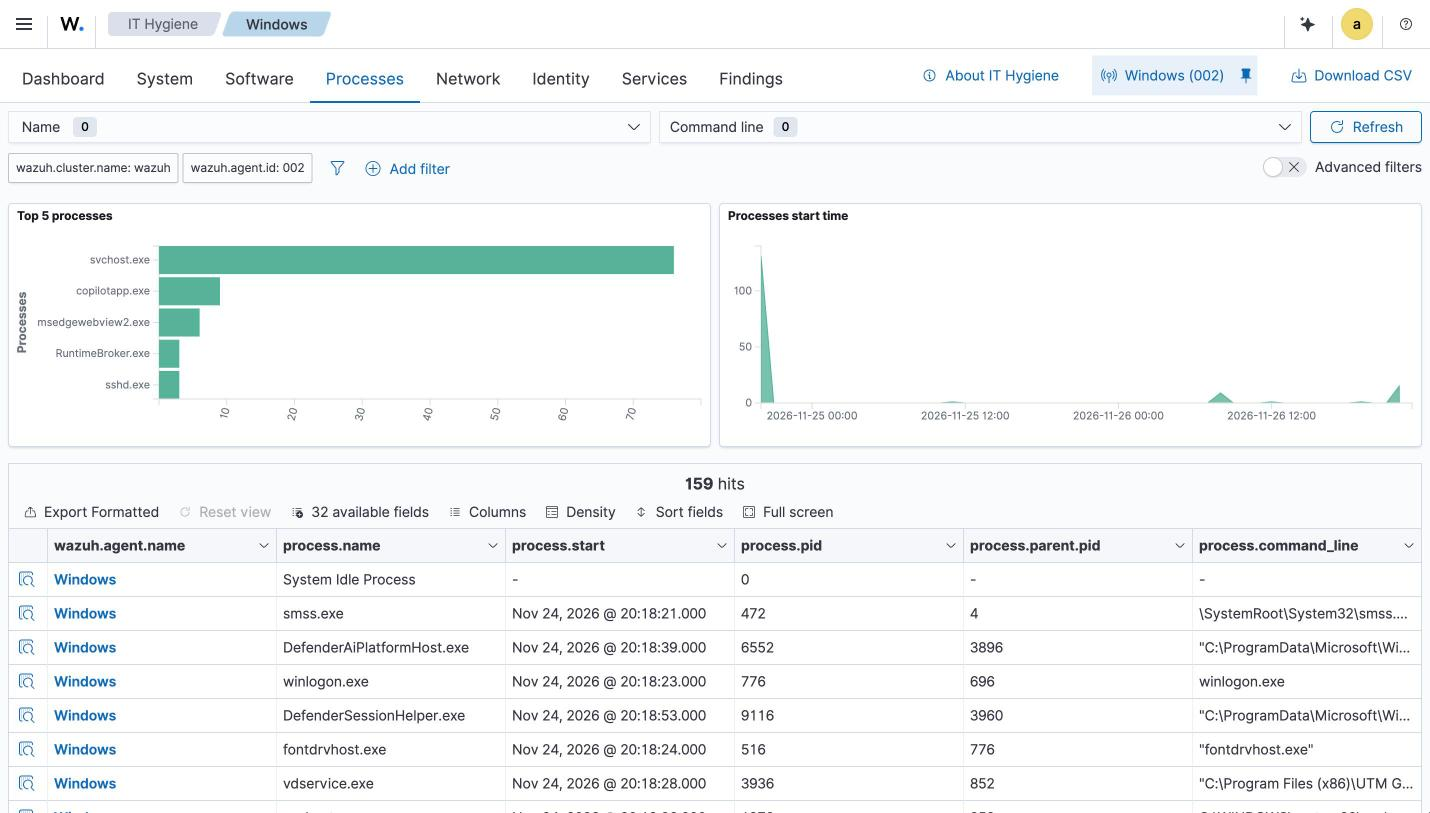 W.
IT Hygiene
Windows
a
Dashboard
System
Software
Processes
Network
Identity
Services
Findings
About IT Hygiene
Windows (002)
Download CSV
Name 0
Command line 0
Refresh
wazuh.cluster.name: wazuh
wazuh.agent.id: 002
Add filter
Advanced filters
Top 5 processes
Processes
svchost.exe
copilotapp.exe
msedgewebview2.exe
RuntimeBroker.exe
sshd.exe
10 20 30 40 50 60 70
Processes start time
100
50
0
2026-11-25 00:00 2026-11-25 12:00 2026-11-26 00:00 2026-11-26 12:00
159 hits
Export Formatted
Reset view
32 available fields
Columns
Density
Sort fields
Full screen
wazuh.agent.name process.name process.start process.pid process.parent.pid process.command_line
Windows System Idle Process - 0 - -
Windows smss.exe Nov 24, 2026 @ 20:18:21.000 472 4 \SystemRoot\System32\smss....
Windows DefenderAiPlatformHost.exe Nov 24, 2026 @ 20:18:39.000 6552 3896 "C:\ProgramData\Microsoft\Wi...
Windows winlogon.exe Nov 24, 2026 @ 20:18:23.000 776 696 winlogon.exe
Windows DefenderSessionHelper.exe Nov 24, 2026 @ 20:18:53.000 9116 3960 "C:\ProgramData\Microsoft\Wi...
Windows fontdrvhost.exe Nov 24, 2026 @ 20:18:24.000 516 776 "fontdrvhost.exe"
Windows vdservice.exe Nov 24, 2026 @ 20:18:28.000 3936 852 "C:\Program Files (x86)\UTM G...